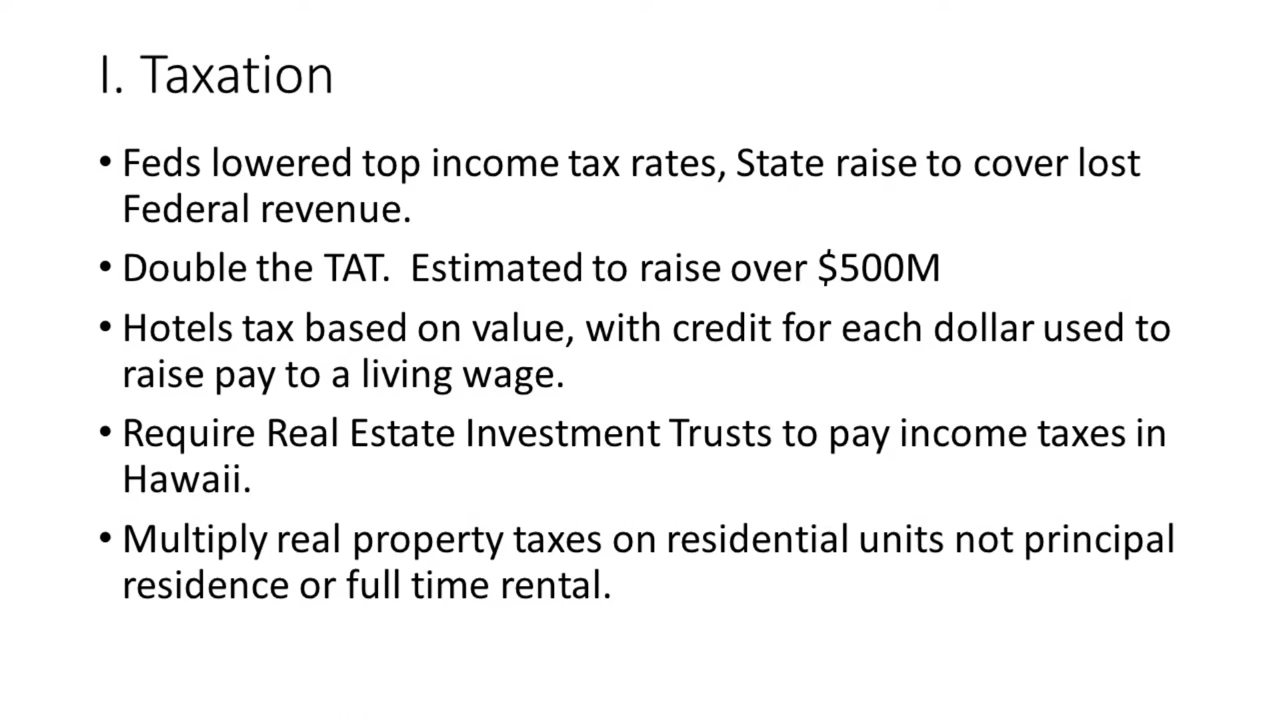 I. Taxation
• Feds lowered top income tax rates, State raise to cover lost
Federal revenue.
• Double the TAT.  Estimated to raise over $500M
• Hotels tax based on value, with credit for each dollar used to
raise pay to a living wage.
• Require Real Estate Investment Trusts to pay income taxes in
Hawaii.
• Multiply real property taxes on residential units not principal
residence or full time rental.